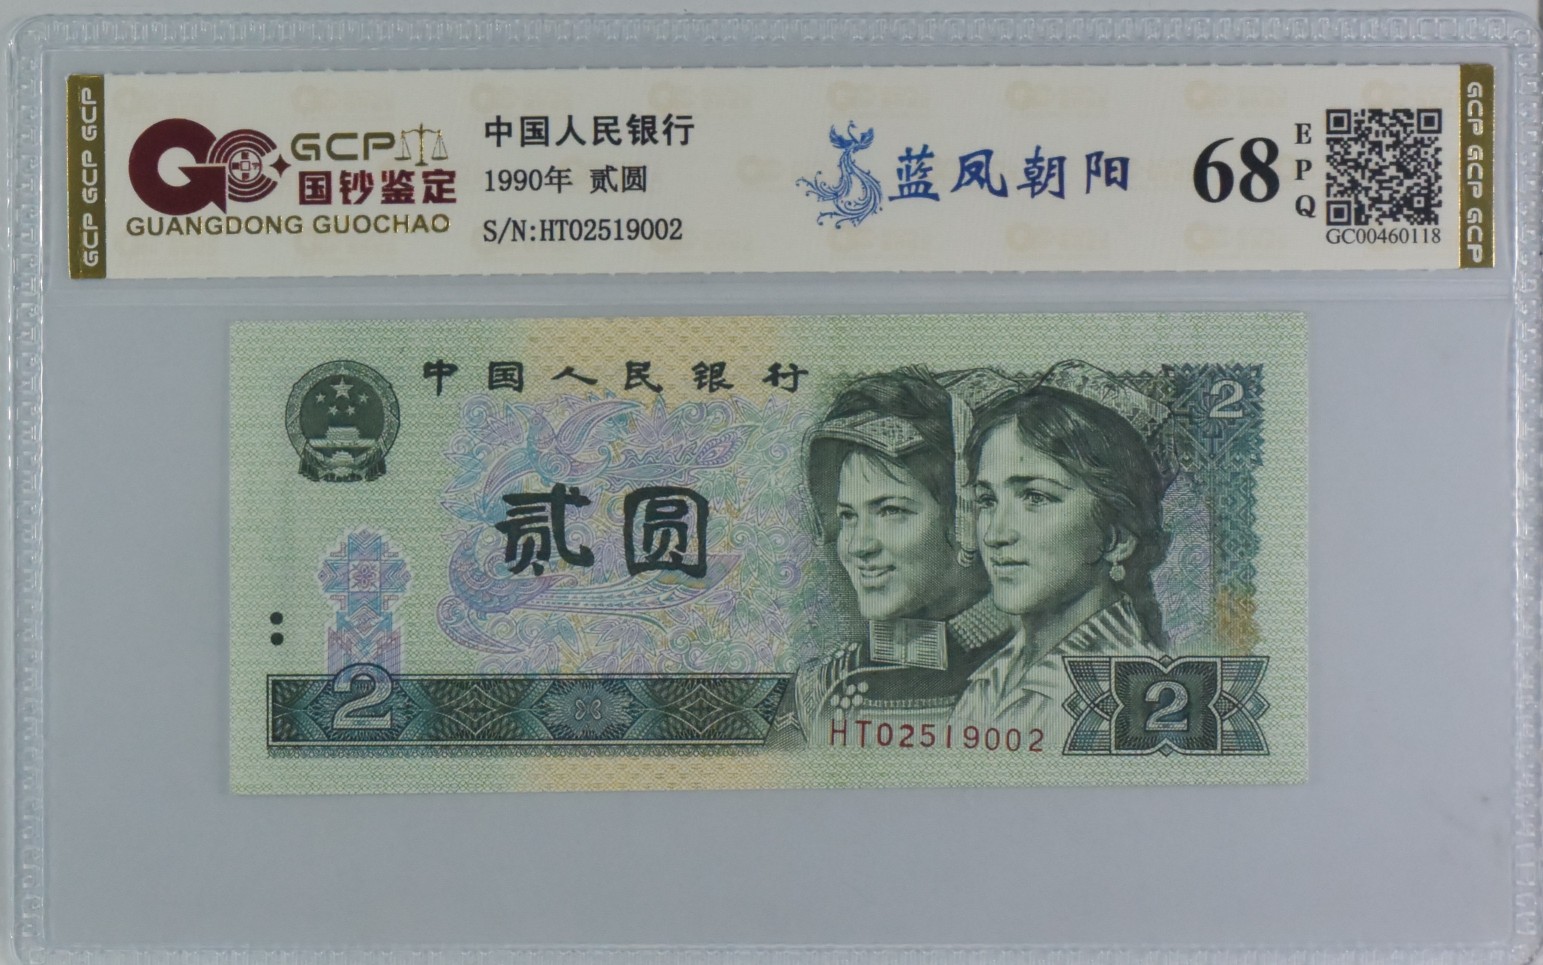 GCP GCP GCP
GCP
国钞鉴定
GUANGDONG GUOCHAO
中国人民银行
1990年 贰圆
S/N:HT02519002
蓝凤朝阳
68
EPQ
GC00460118
GCP GCP GCP
中国人民银行
2
贰圆
2
HT02519002
2